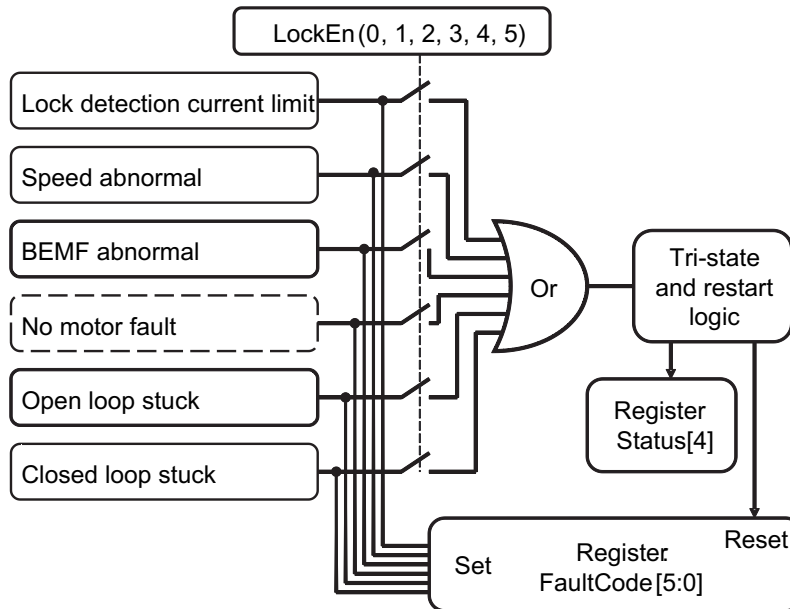 LockEn(0, 1, 2, 3, 4, 5)
Lock detection current limit
Speed abnormal
BEMF abnormal
No motor fault
Open loop stuck
Closed loop stuck
Or
Tri-state
and restart
logic
Register
Status[4]
Reset
Set
Register
FaultCode[5:0]